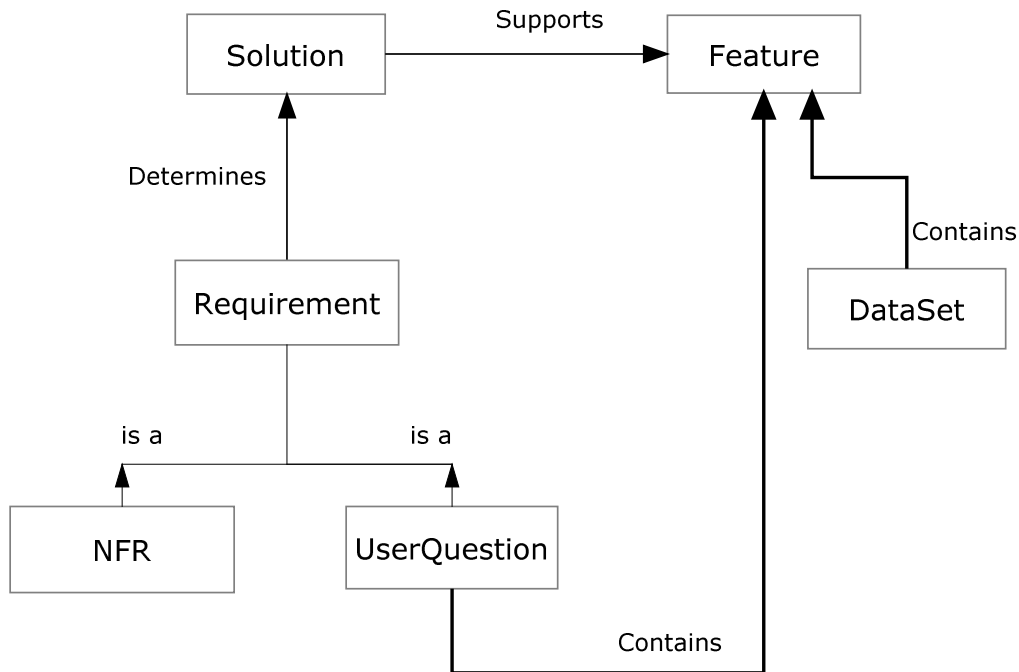 Supports
Solution
Feature
Determines
Contains
Requirement
DataSet
is a
is a
NFR
UserQuestion
Contains